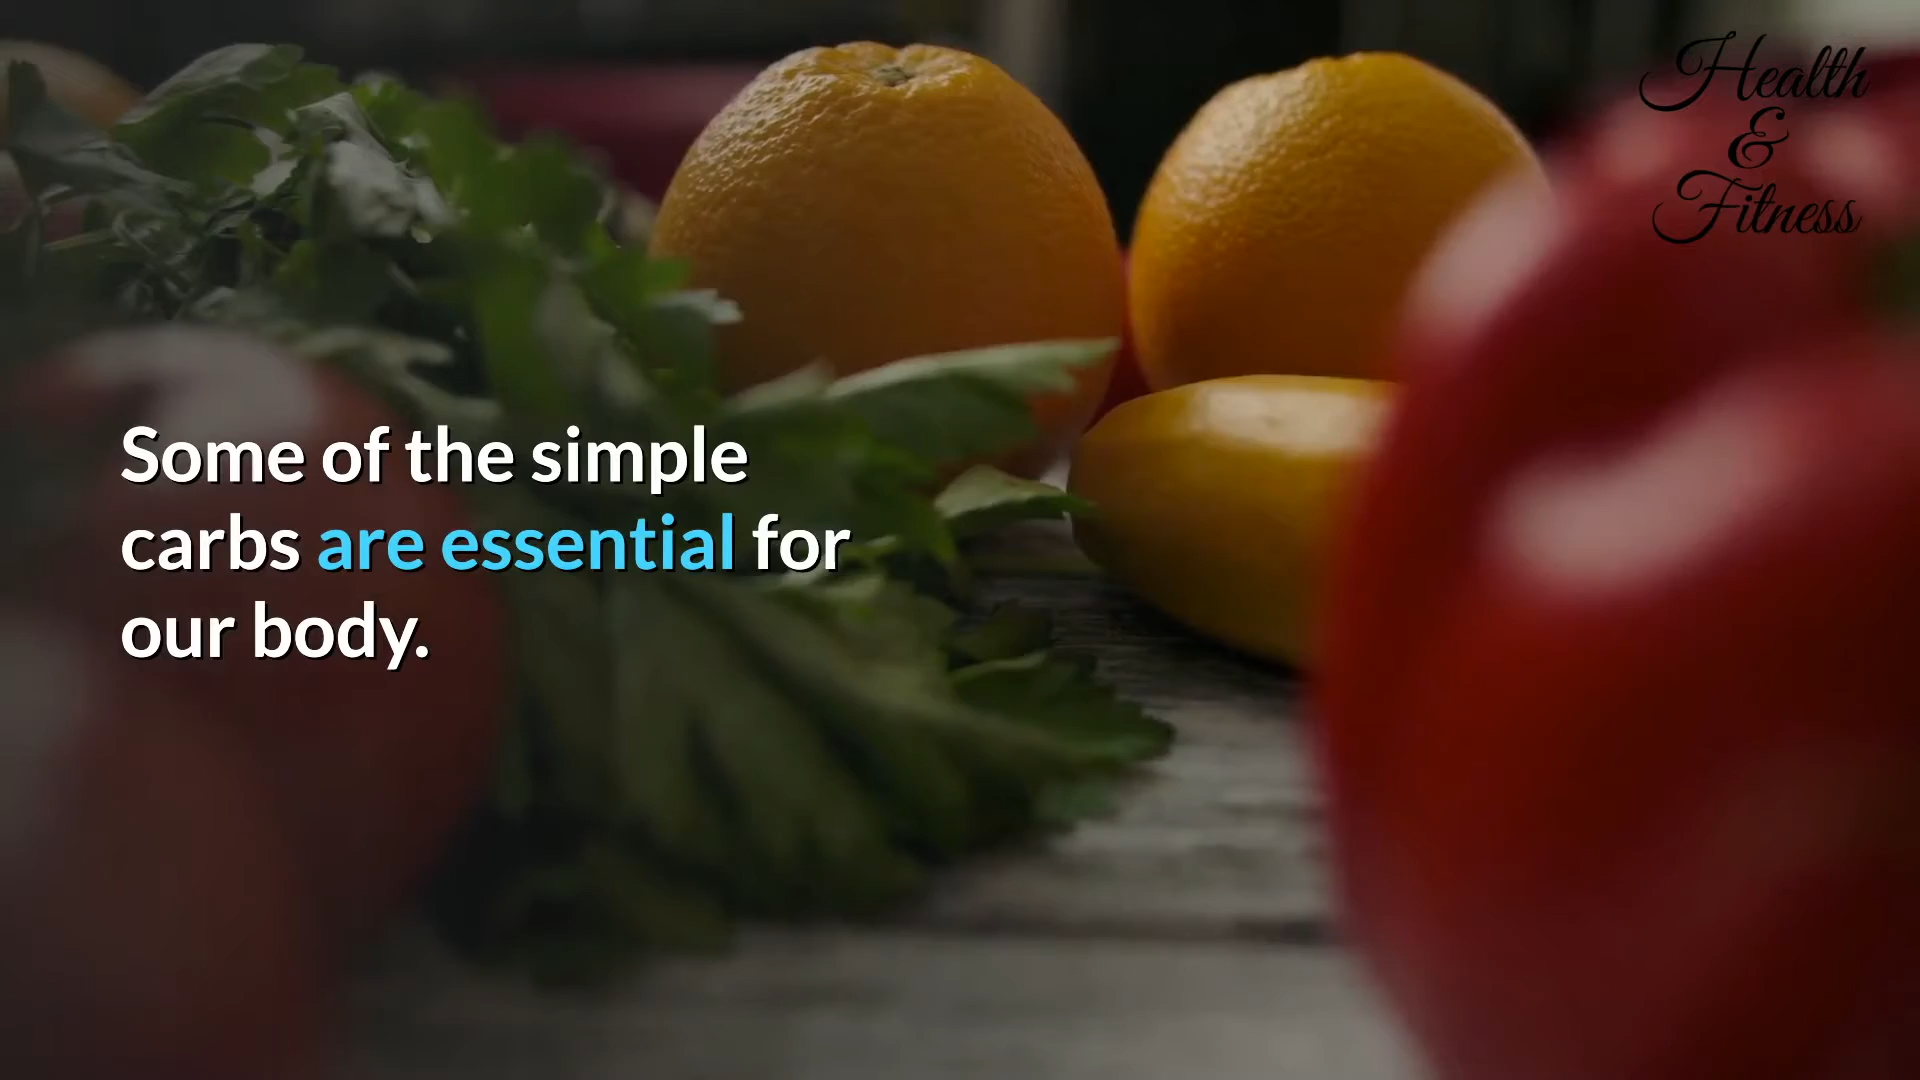 Health
&
Fitness
Some of the simple
carbs are essential for
our body.